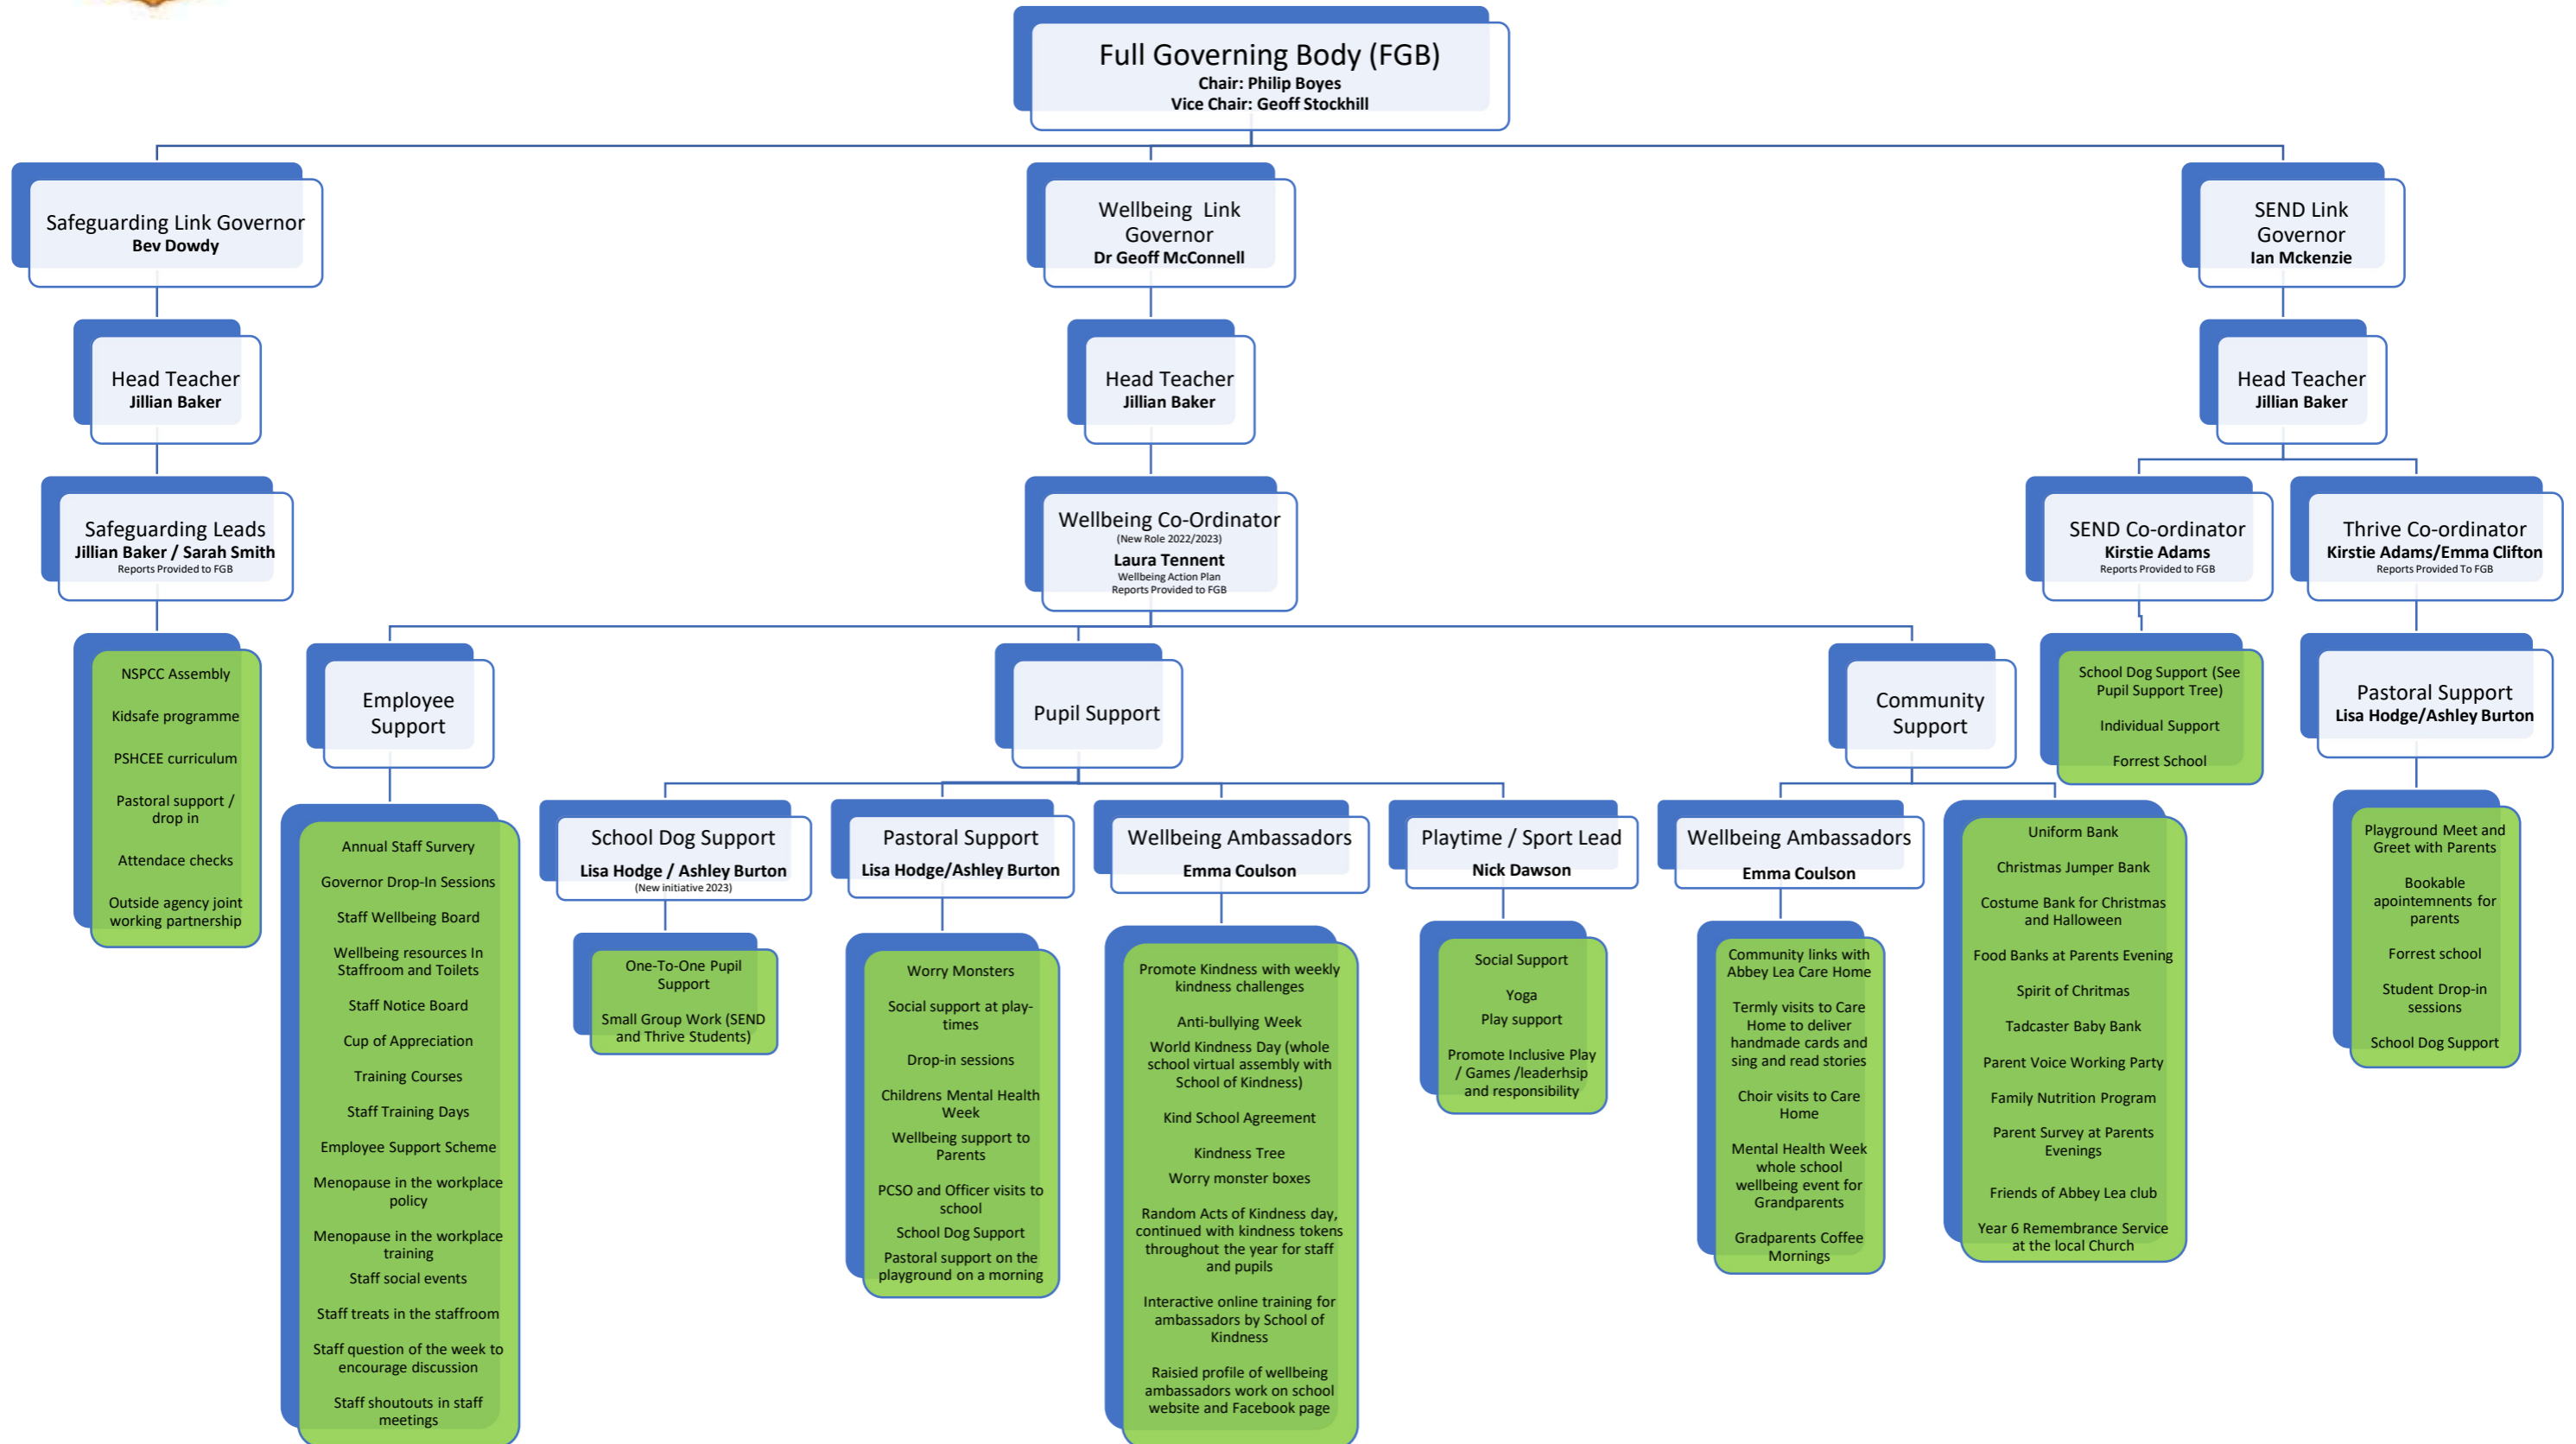 Full Governing Body (FGB)
Chair: Philip Boyes
Vice Chair: Geoff Stockhill
Safeguarding Link Governor
Bev Dowdy
Wellbeing Link
Governor
Dr Geoff McConnell
SEND Link
Governor
Ian Mckenzie
Head Teacher
Jillian Baker
Head Teacher
Jillian Baker
Head Teacher
Jillian Baker
Safeguarding Leads
Jillian Baker / Sarah Smith
Reports Provided to FGB
Wellbeing Co-Ordinator
(New Role 2022/2023)
Laura Tennent
Wellbeing Action Plan
Reports Provided to FGB
SEND Co-ordinator
Kirstie Adams
Reports Provided to FGB
Thrive Co-ordinator
Kirstie Adams/Emma Clifton
Reports Provided To FGB
NSPCC Assembly
Kidsafe programme
PSHCEE curriculum
Pastoral support /
drop in
Attendace checks
Outside agency joint
working partnership
Employee
Support
Pupil Support
Community
Support
School Dog Support (See
Pupil Support Tree)
Individual Support
Forrest School
Pastoral Support
Lisa Hodge/Ashley Burton
Annual Staff Survery
Governor Drop-In Sessions
Staff Wellbeing Board
Wellbeing resources In
Staffroom and Toilets
Staff Notice Board
Cup of Appreciation
Training Courses
Staff Training Days
Employee Support Scheme
Menopause in the workplace
policy
Menopause in the workplace
training
Staff social events
Staff treats in the staffroom
Staff question of the week to
encourage discussion
Staff shoutouts in staff
meetings
School Dog Support
Lisa Hodge / Ashley Burton
(New initiative 2023)
One-To-One Pupil
Support
Small Group Work (SEND
and Thrive Students)
Pastoral Support
Lisa Hodge/Ashley Burton
Worry Monsters
Social support at play-
times
Drop-in sessions
Childrens Mental Health
Week
Wellbeing support to
Parents
PCSO and Officer visits to
school
School Dog Support
Pastoral support on the
playground on a morning
Wellbeing Ambassadors
Emma Coulson
Promote Kindness with weekly
kindness challenges
Anti-bullying Week
World Kindness Day (whole
school virtual assembly with
School of Kindness)
Kind School Agreement
Kindness Tree
Worry monster boxes
Random Acts of Kindness day,
continued with kindness tokens
throughout the year for staff
and pupils
Interactive online training for
ambassadors by School of
Kindness
Raisied profile of wellbeing
ambassadors work on school
website and Facebook page
Playtime / Sport Lead
Nick Dawson
Social Support
Yoga
Play support
Promote Inclusive Play
/ Games /leaderhsip
and responsibility
Wellbeing Ambassadors
Emma Coulson
Community links with
Abbey Lea Care Home
Termly visits to Care
Home to deliver
handmade cards and
sing and read stories
Choir visits to Care
Home
Mental Health Week
whole school
wellbeing event for
Grandparents
Gradparents Coffee
Mornings
Uniform Bank
Christmas Jumper Bank
Costume Bank for Christmas
and Halloween
Food Banks at Parents Evening
Spirit of Chritmas
Tadcaster Baby Bank
Parent Voice Working Party
Family Nutrition Program
Parent Survey at Parents
Evenings
Friends of Abbey Lea club
Year 6 Remembrance Service
at the local Church
Playground Meet and
Greet with Parents
Bookable
apointemnents for
parents
Forrest school
Student Drop-in
sessions
School Dog Support